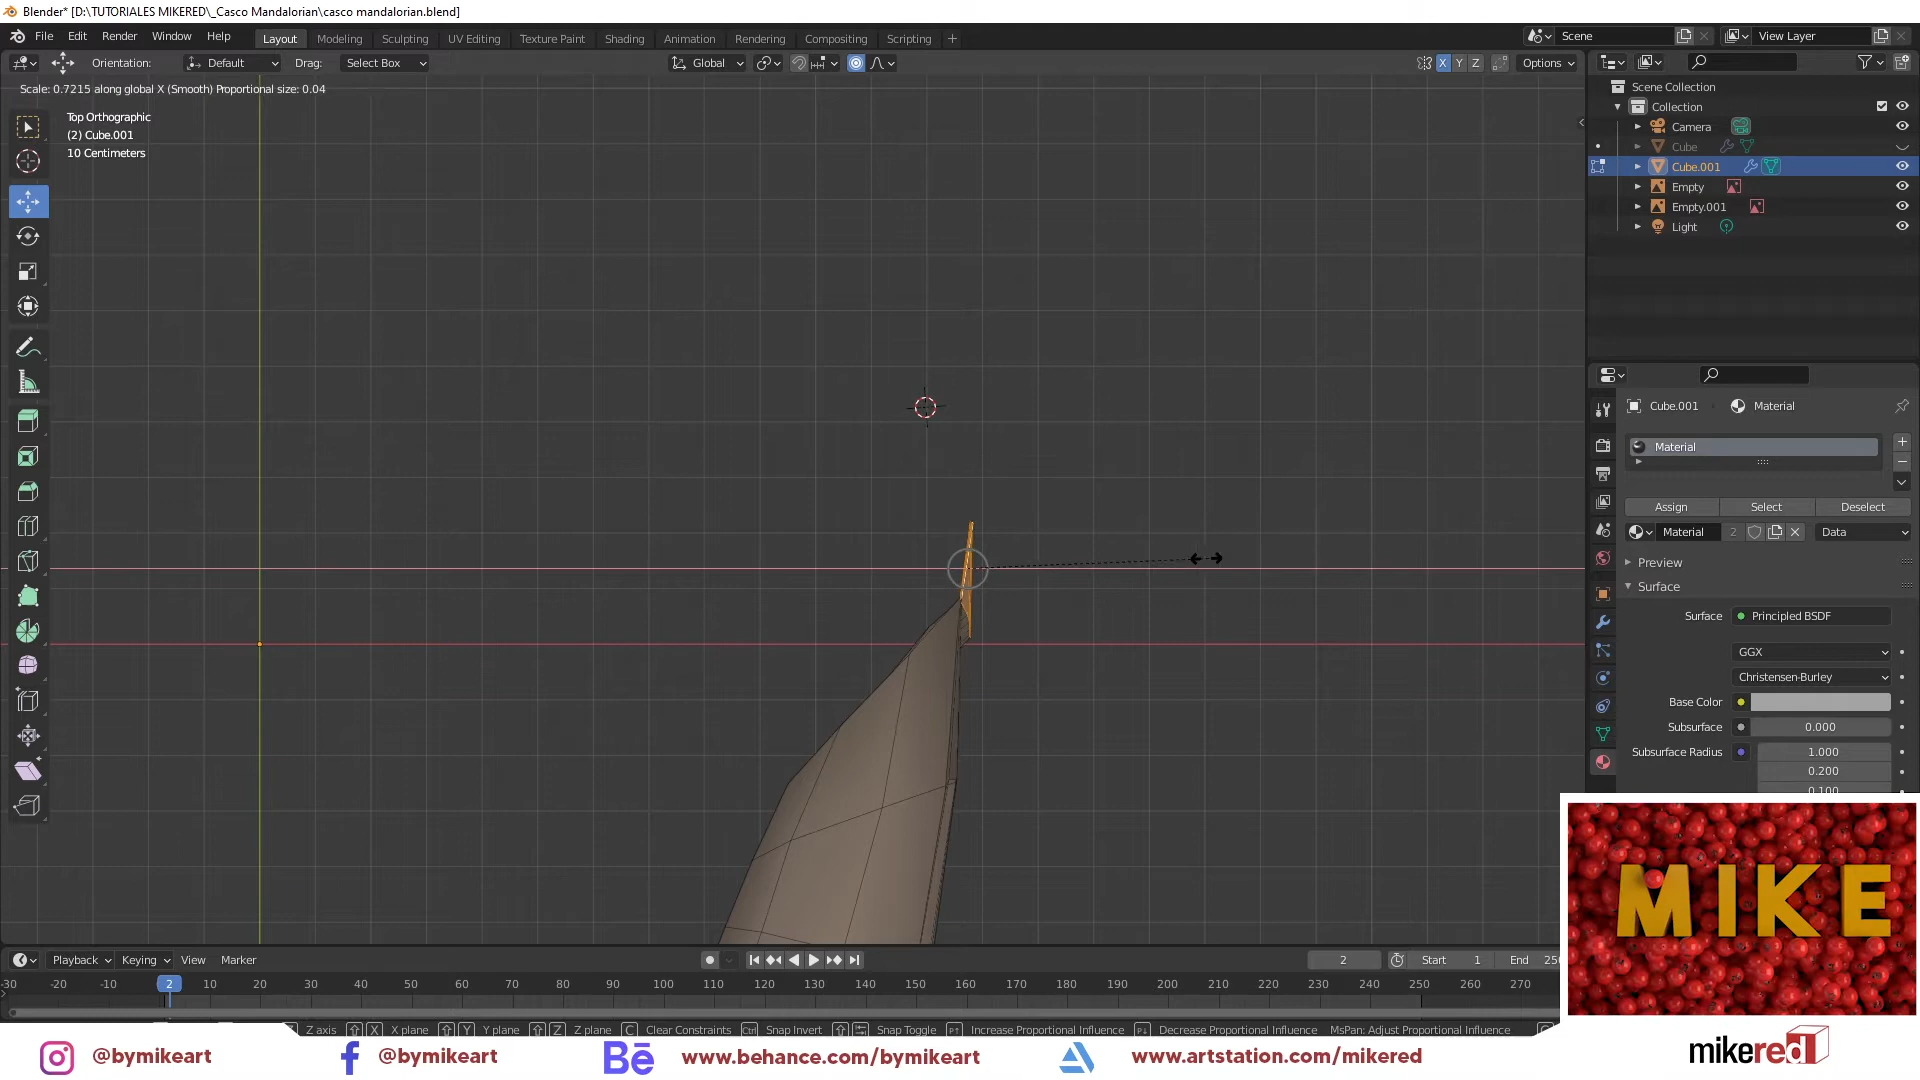 Blender* [D:\TUTORIALES MIKERED\_Casco Mandalorian\casco mandalorian.blend]
File Edit Render Window Help Layout Modeling Sculpting UV Editing Texture Paint Shading Animation Rendering Compositing Scripting + Scene View Layer
Orientation: Default Drag: Select Box Global X Y Z Options
Scale: 0.7215 along global X (Smooth) Proportional size: 0.04
Top Orthographic
(2) Cube.001
10 Centimeters
Scene Collection
Collection
Camera
Cube
Cube.001
Empty
Empty.001
Light
Cube.001 Material
Material
Assign Select Deselect
Material 2 Data
Preview
Surface
Surface Principled BSDF
GGX
Christensen-Burley
Base Color
Subsurface 0.000
Subsurface Radius 1.000
0.200
0.100
MIKE
Playback Keying View Marker 2 Start 1 End 250
-30 -20 -10 2 10 20 30 40 50 60 70 80 90 100 110 120 130 140 150 160 170 180 190 200 210 220 230 240 250 260 270
Z axis X X plane Y Y plane Z Z plane C Clear Constraints Ctrl Snap Invert Snap Toggle Increase Proportional Influence Decrease Proportional Influence MsPan: Adjust Proportional Influence
@bymikeart @bymikeart Bē www.behance.com/bymikeart www.artstation.com/mikered
mikered